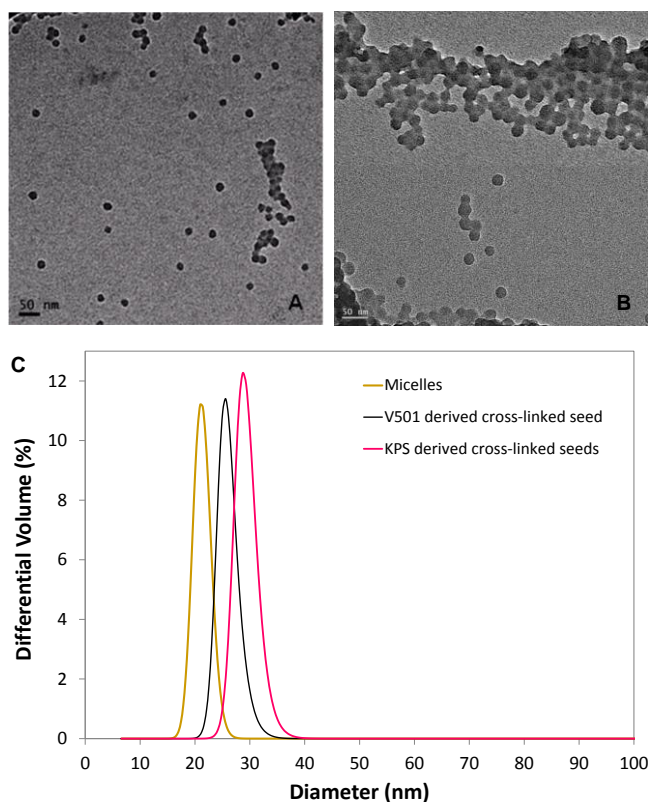 50 nm
A
50 nm
B
C
12
10
8
6
4
2
0
Differential Volume (%)
Micelles
V501 derived cross-linked seed
KPS derived cross-linked seeds
0 10 20 30 40 50 60 70 80 90 100
Diameter (nm)